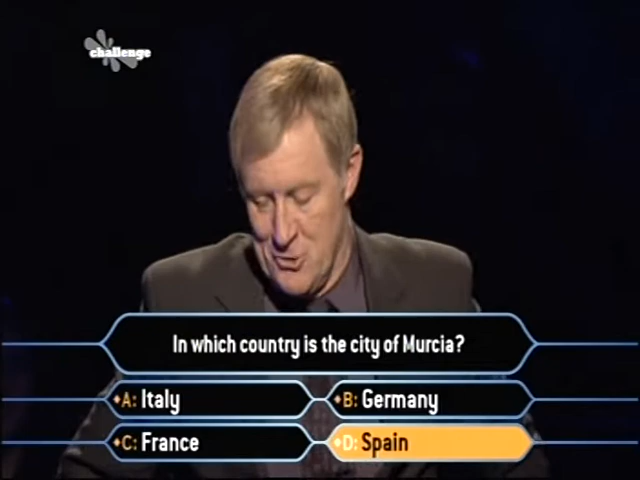 challenge
In which country is the city of Murcia?
A: Italy
B: Germany
C: France
D: Spain